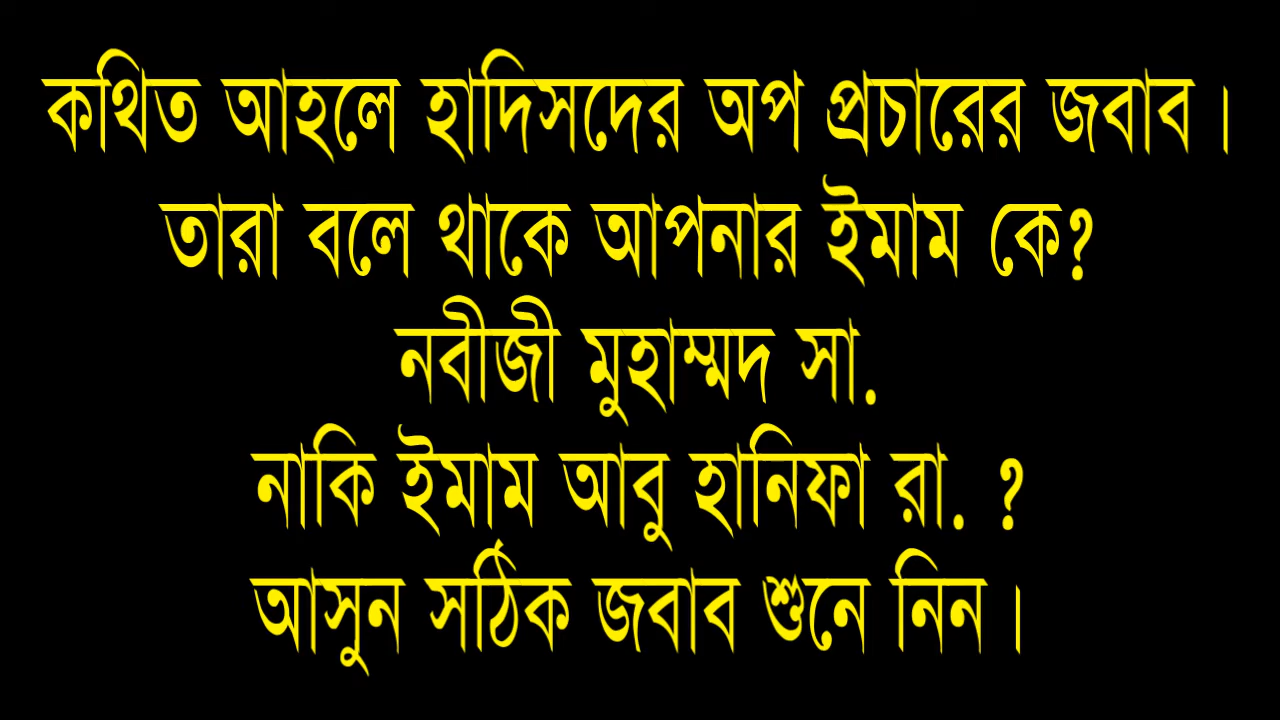 কথিত আহলে হাদিসদের অপ প্রচারের জবাব।
তারা বলে থাকে আপনার ইমাম কে?
নবীজী মুহাম্মদ সা.
নাকি ইমাম আবু হানিফা রা. ?
আসুন সঠিক জবাব শুনে নিন।